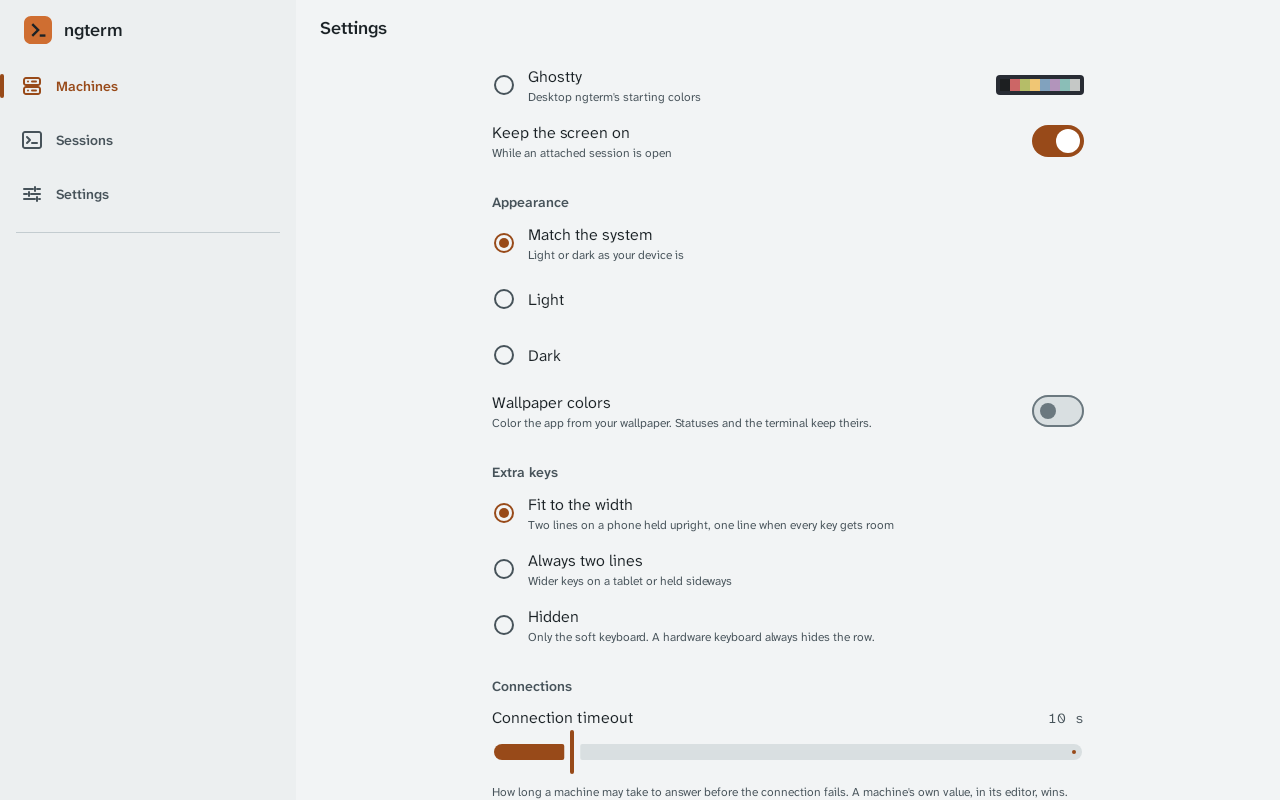 ngterm
Settings
Machines
Sessions
Settings
Ghostty
Desktop ngterm's starting colors
Keep the screen on
While an attached session is open
Appearance
Match the system
Light or dark as your device is
Light
Dark
Wallpaper colors
Color the app from your wallpaper. Statuses and the terminal keep theirs.
Extra keys
Fit to the width
Two lines on a phone held upright, one line when every key gets room
Always two lines
Wider keys on a tablet or held sideways
Hidden
Only the soft keyboard. A hardware keyboard always hides the row.
Connections
Connection timeout
10 s
How long a machine may take to answer before the connection fails. A machine's own value, in its editor, wins.